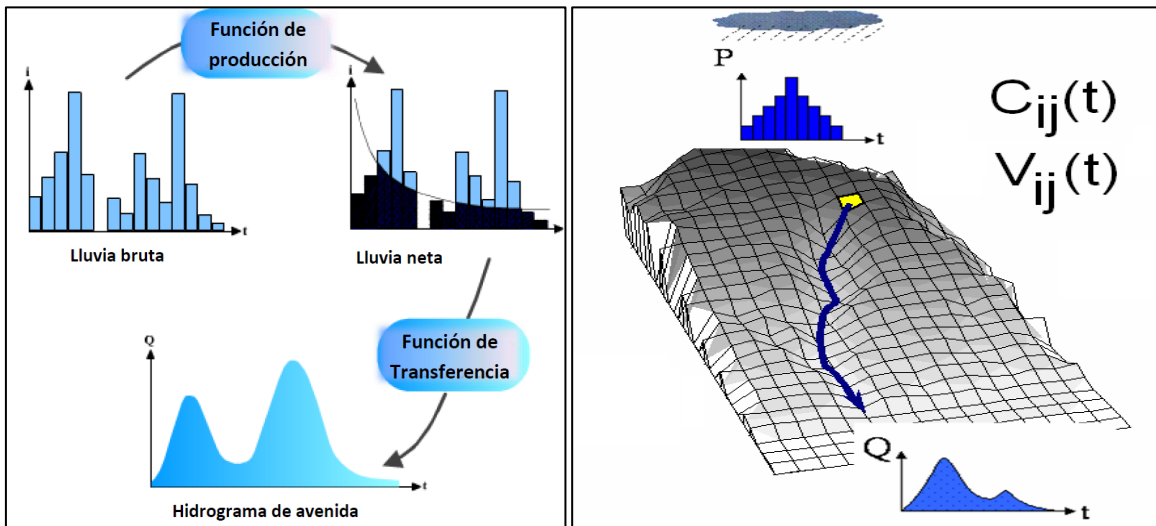 Función de
producción
i
t
Lluvia bruta
i
t
Lluvia neta
Función de
Transferencia
Q
t
Hidrograma de avenida
P
t
Cij(t)
Vij(t)
Q
t